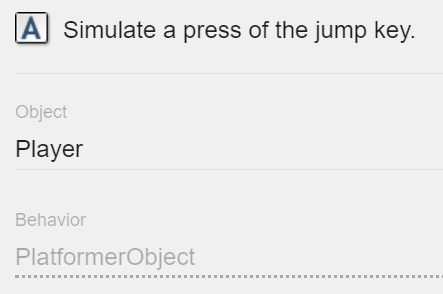 A Simulate a press of the jump key.
Object
Player
Behavior
PlatformerObject